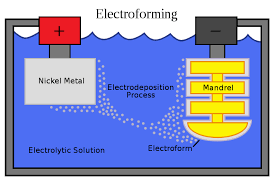 Electroforming
+
−
Nickel Metal
Electrodeposition
Process
Mandrel
Electrolytic Solution
Electroform